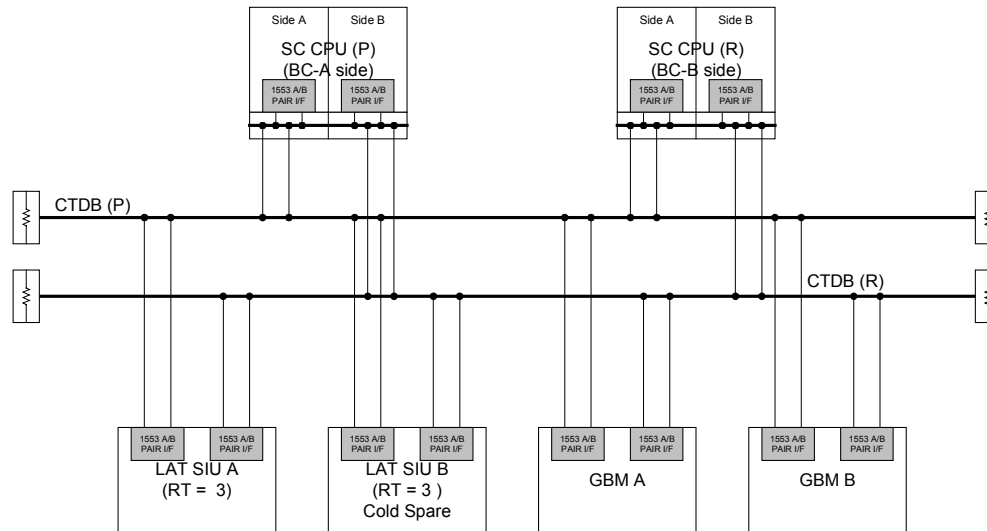 Side A Side B Side A Side B
SC CPU (P) SC CPU (R)
(BC-A side) (BC-B side)
1553 A/B 1553 A/B 1553 A/B 1553 A/B
PAIR I/F PAIR I/F PAIR I/F PAIR I/F
CTDB (P)
CTDB (R)
1553 A/B 1553 A/B 1553 A/B 1553 A/B 1553 A/B 1553 A/B 1553 A/B 1553 A/B
PAIR I/F PAIR I/F PAIR I/F PAIR I/F PAIR I/F PAIR I/F PAIR I/F PAIR I/F
LAT SIU A LAT SIU B GBM A GBM B
(RT = 3) (RT = 3 )
Cold Spare